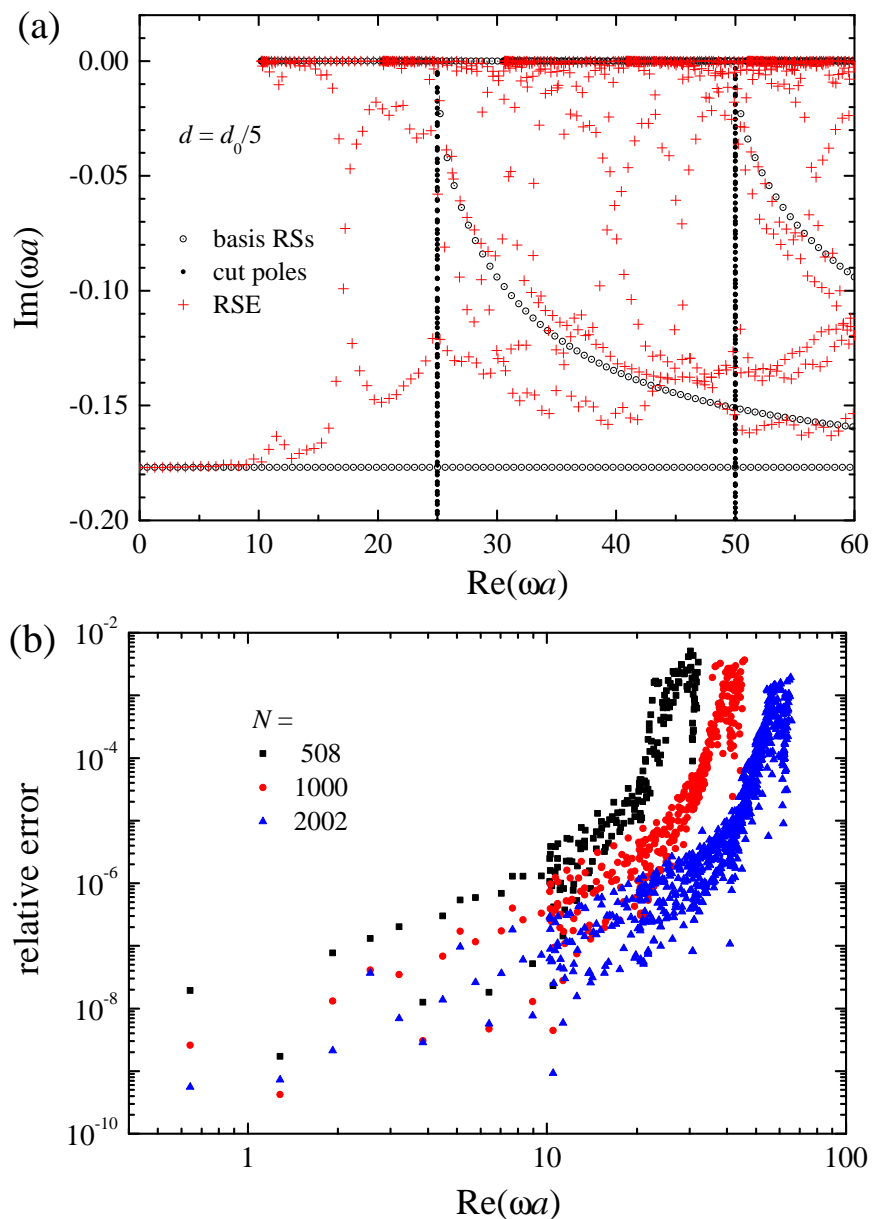 (a)
0.00
-0.05
-0.10
-0.15
-0.20
Im(ωa)
d = d₀/5
basis RSs
cut poles
RSE
0 10 20 30 40 50 60
Re(ωa)
(b)
10⁻²
10⁻⁴
10⁻⁶
10⁻⁸
10⁻¹⁰
relative error
N =
508
1000
2002
1 10 100
Re(ωa)